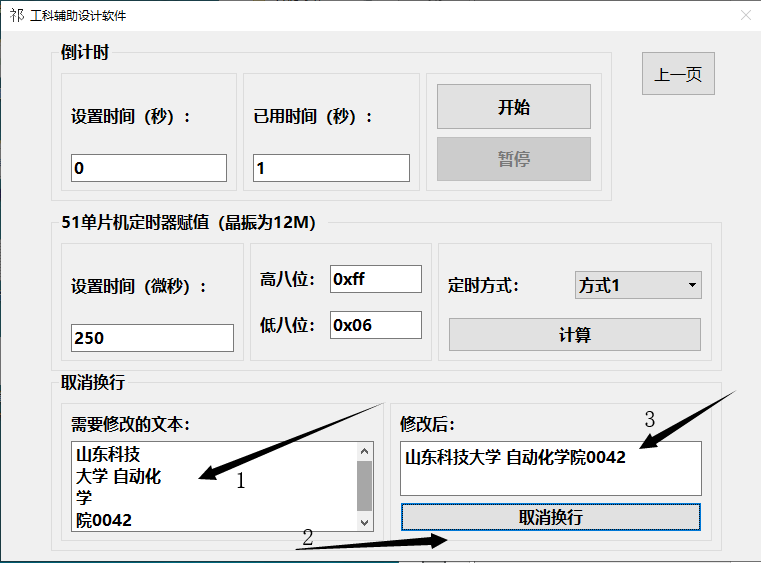 祁 工科辅助设计软件
倒计时
上一页
设置时间（秒）：
已用时间（秒）：
开始
0
1
暂停
51单片机定时器赋值（晶振为12M）
设置时间（微秒）：
高八位：
0xff
定时方式：
方式1
250
低八位：
0x06
计算
取消换行
需要修改的文本：
修改后：
山东科技
大学 自动化
学
院0042
山东科技大学 自动化学院0042
取消换行
1
2
3